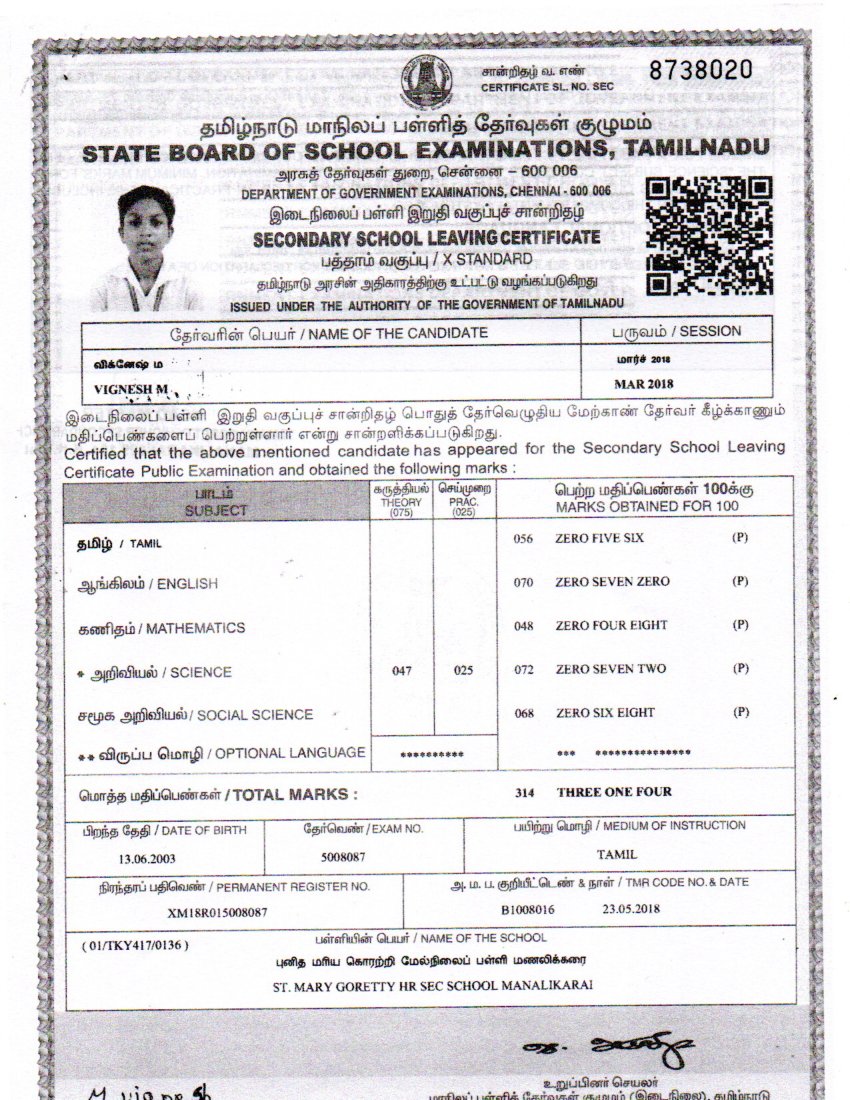 சான்றிதழ் வ. எண் 8738020
CERTIFICATE SL. NO. SEC
தமிழ்நாடு மாநிலப் பள்ளித் தேர்வுகள் குழுமம்
STATE BOARD OF SCHOOL EXAMINATIONS, TAMILNADU
அரசுத் தேர்வுகள் துறை, சென்னை – 600 006
DEPARTMENT OF GOVERNMENT EXAMINATIONS, CHENNAI - 600 006
இடைநிலைப் பள்ளி இறுதி வகுப்புச் சான்றிதழ்
SECONDARY SCHOOL LEAVING CERTIFICATE
பத்தாம் வகுப்பு / X STANDARD
தமிழ்நாடு அரசின் அதிகாரத்திற்கு உட்பட்டு வழங்கப்படுகிறது
ISSUED UNDER THE AUTHORITY OF THE GOVERNMENT OF TAMILNADU
தேர்வரின் பெயர் / NAME OF THE CANDIDATE பருவம் / SESSION
விக்னேஷ் ம மார்ச் 2018
VIGNESH M MAR 2018
இடைநிலைப் பள்ளி இறுதி வகுப்புச் சான்றிதழ் பொதுத் தேர்வெழுதிய மேற்காண் தேர்வர் கீழ்க்காணும்
மதிப்பெண்களைப் பெற்றுள்ளார் என்று சான்றளிக்கப்படுகிறது.
Certified that the above mentioned candidate has appeared for the Secondary School Leaving
Certificate Public Examination and obtained the following marks :
பாடம் கருத்தியல் செய்முறை பெற்ற மதிப்பெண்கள் 100க்கு
SUBJECT THEORY PRAC. MARKS OBTAINED FOR 100
(075) (025)
தமிழ் / TAMIL 056 ZERO FIVE SIX (P)
ஆங்கிலம் / ENGLISH 070 ZERO SEVEN ZERO (P)
கணிதம் / MATHEMATICS 048 ZERO FOUR EIGHT (P)
* அறிவியல் / SCIENCE 047 025 072 ZERO SEVEN TWO (P)
சமூக அறிவியல்/ SOCIAL SCIENCE 068 ZERO SIX EIGHT (P)
** விருப்ப மொழி / OPTIONAL LANGUAGE ********** *** ***************
மொத்த மதிப்பெண்கள் / TOTAL MARKS : 314 THREE ONE FOUR
பிறந்த தேதி / DATE OF BIRTH தேர்வெண் / EXAM NO. பயிற்று மொழி / MEDIUM OF INSTRUCTION
13.06.2003 5008087 TAMIL
நிரந்தரப் பதிவெண் / PERMANENT REGISTER NO. அ. ம. ப. குறியீட்டெண் & நாள் / TMR CODE NO. & DATE
XM18R015008087 B1008016 23.05.2018
( 01/TKY417/0136 ) பள்ளியின் பெயர் / NAME OF THE SCHOOL
புனித மரிய கொரற்றி மேல்நிலைப் பள்ளி மணலிக்கரை
ST. MARY GORETTY HR SEC SCHOOL MANALIKARAI
உறுப்பினர் செயலர்
மாநிலப் பள்ளித் தேர்வுகள் குழுமம் (இடைநிலை), தமிழ்நாடு